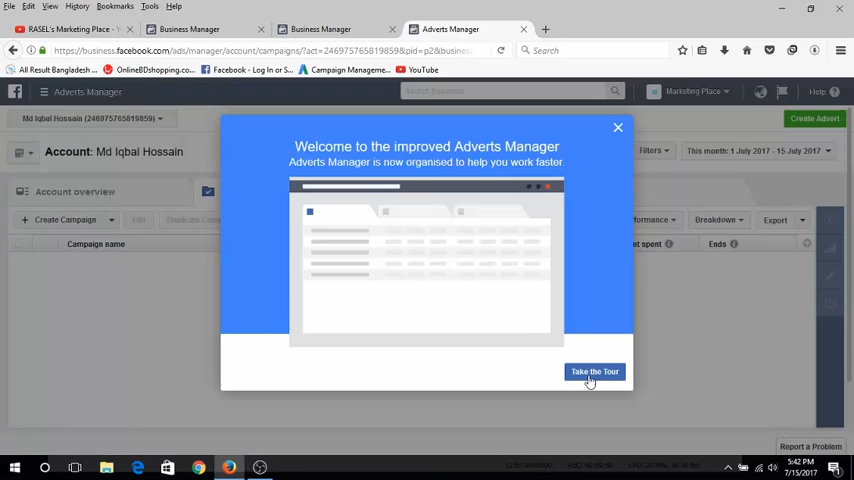 File Edit View History Bookmarks Tools Help
RASEL's Marketing Place - Y
Business Manager
Business Manager
Adverts Manager
https://business.facebook.com/ads/manager/account/campaigns/?act=246975765819859&pid=p2&busine
Search
All Result Bangladesh ...
OnlineBDshopping.co...
Facebook - Log In or S...
Campaign Manageme...
YouTube
Adverts Manager
Search Business
Marketing Place
Help
Md Iqbal Hossain (246975765819859)
Create Advert
Account: Md Iqbal Hossain
Filters
This month: 1 July 2017 - 15 July 2017
Account overview
Create Campaign
Edit
Duplicate Camp
formance
Breakdown
Export
Campaign name
nt spent
Ends
Welcome to the improved Adverts Manager
Adverts Manager is now organised to help you work faster.
Take the Tour
Report a Problem
5:42 PM
7/15/2017